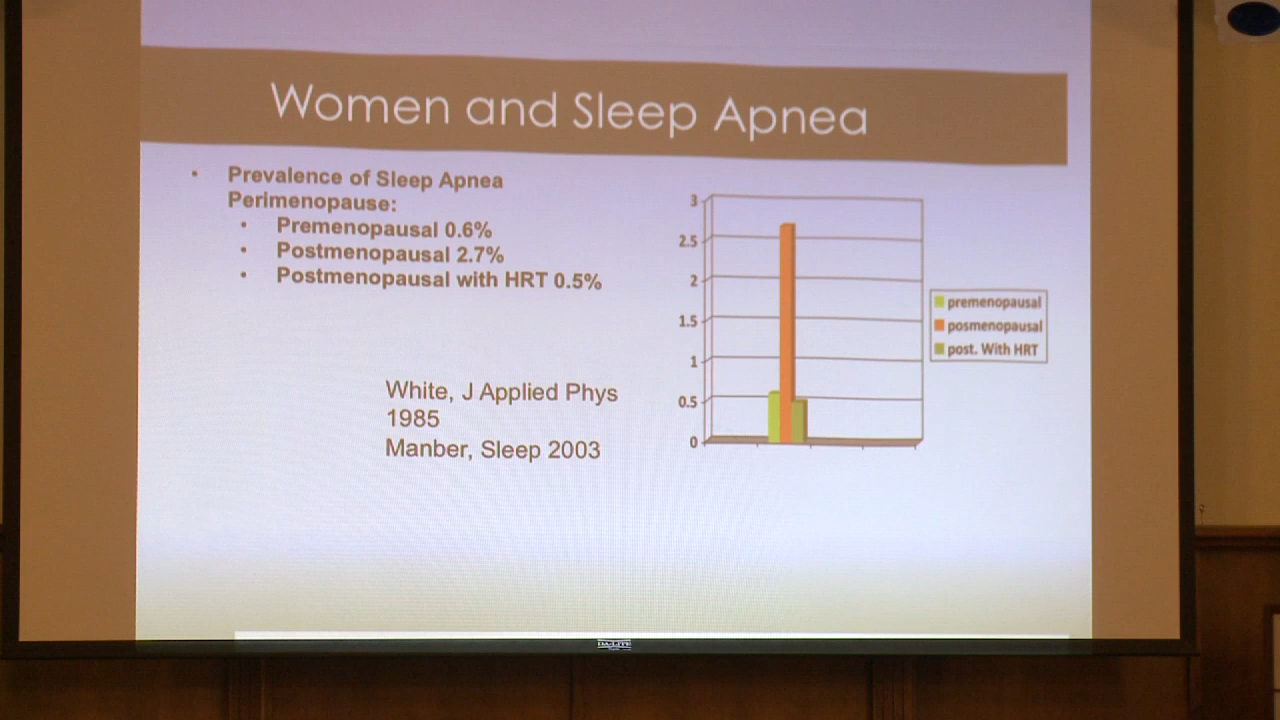 Women and Sleep Apnea
• Prevalence of Sleep Apnea
Perimenopause:
• Premenopausal 0.6%
• Postmenopausal 2.7%
• Postmenopausal with HRT 0.5%
White, J Applied Phys
1985
Manber, Sleep 2003
3
2.5
2
1.5
1
0.5
0
premenopausal
posmenopausal
post. With HRT
DA-LITE